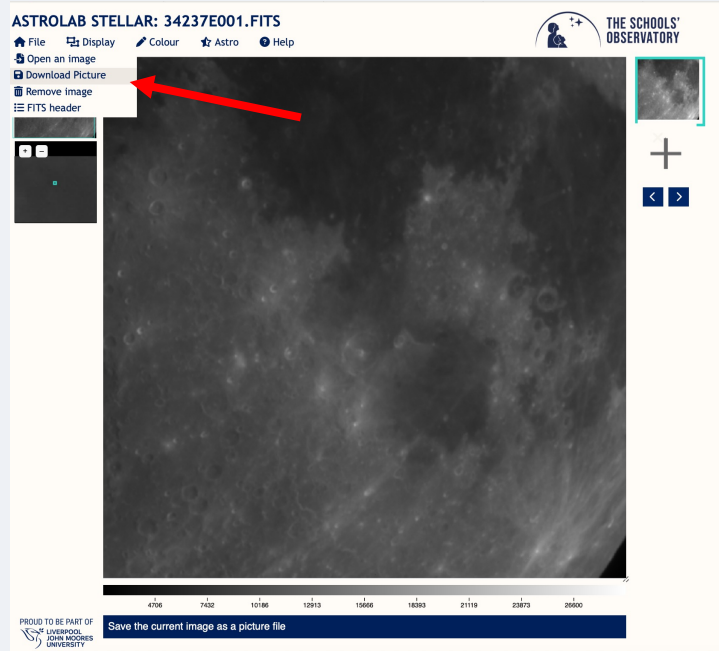 ASTROLAB STELLAR: 34237E001.FITS
THE SCHOOLS'
OBSERVATORY
File Display Colour Astro Help
Open an image
Download Picture
Remove image
FITS header
+ −
4706 7432 10186 12913 15666 18393 21119 23873 26600
Save the current image as a picture file
PROUD TO BE PART OF
LIVERPOOL
JOHN MOORES
UNIVERSITY